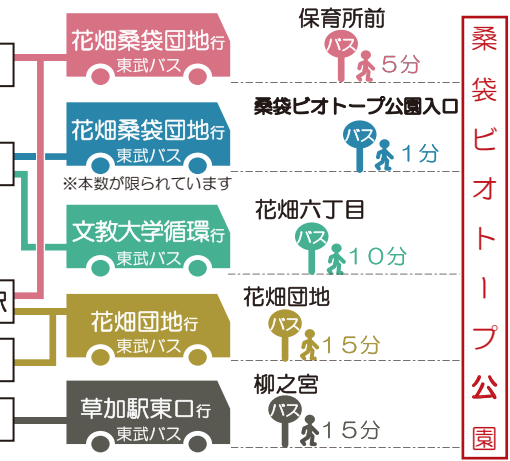 花畑桑袋団地行
東武バス
保育所前
バス
5分
花畑桑袋団地行
東武バス
※本数が限られています
桑袋ビオトープ公園入口
バス
1分
文教大学循環行
東武バス
花畑六丁目
バス
10分
花畑団地行
東武バス
花畑団地
バス
15分
草加駅東口行
東武バス
柳之宮
バス
15分
桑袋ビオトープ公園
駅